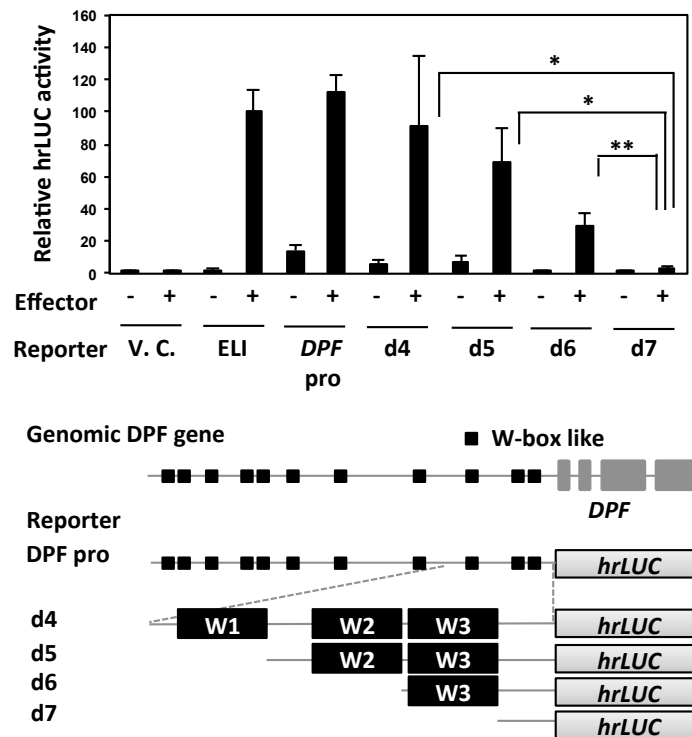 Relative hrLUC activity
160
140
120
100
80
60
40
20
0
*
*
**
Effector - + - + - + - + - + - + - +
Reporter V. C. ELI DPF pro d4 d5 d6 d7
Genomic DPF gene
W-box like
DPF
Reporter
DPF pro hrLUC
d4 W1 W2 W3 hrLUC
d5 W2 W3 hrLUC
d6 W3 hrLUC
d7 hrLUC